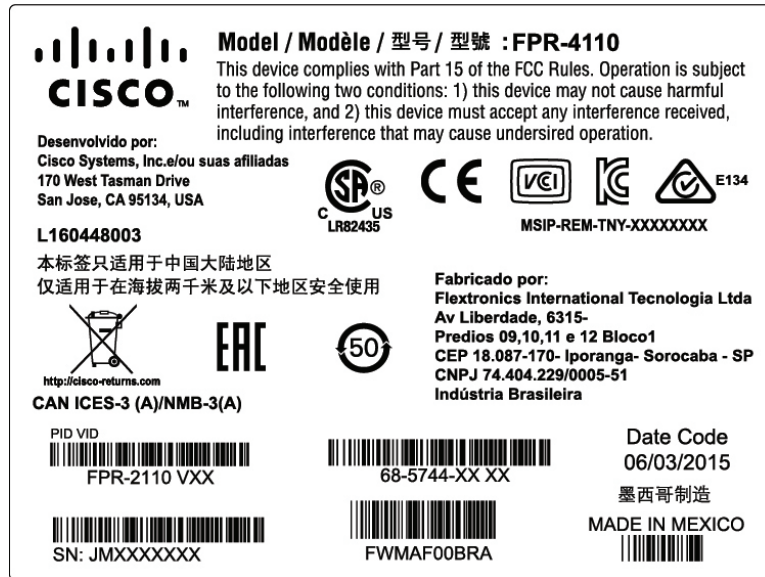 CISCO™
Model / Modèle / 型号 / 型號 :FPR-4110
This device complies with Part 15 of the FCC Rules. Operation is subject
to the following two conditions: 1) this device may not cause harmful
interference, and 2) this device must accept any interference received,
including interference that may cause undersired operation.
Desenvolvido por:
Cisco Systems, Inc.e/ou suas afiliadas
170 West Tasman Drive
San Jose, CA 95134, USA
L160448003
SA®
C US
LR82435
CE
VCI
KC
E134
MSIP-REM-TNY-XXXXXXXX
本标签只适用于中国大陆地区
仅适用于在海拔两千米及以下地区安全使用
http://cisco-returns.com
EAC
50
CAN ICES-3 (A)/NMB-3(A)
Fabricado por:
Flextronics International Tecnologia Ltda
Av Liberdade, 6315-
Predios 09,10,11 e 12 Bloco1
CEP 18.087-170- Iporanga- Sorocaba - SP
CNPJ 74.404.229/0005-51
Indústria Brasileira
PID VID
FPR-2110 VXX
68-5744-XX XX
Date Code
06/03/2015
墨西哥制造
MADE IN MEXICO
SN: JMXXXXXXX
FWMAF00BRA